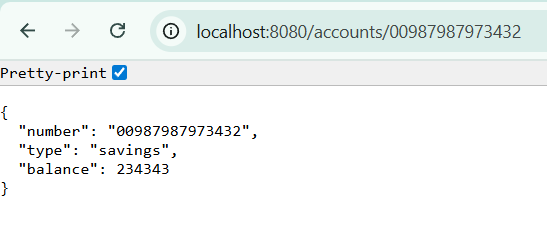 localhost:8080/accounts/00987987973432
Pretty-print
{
  "number": "00987987973432",
  "type": "savings",
  "balance": 234343
}